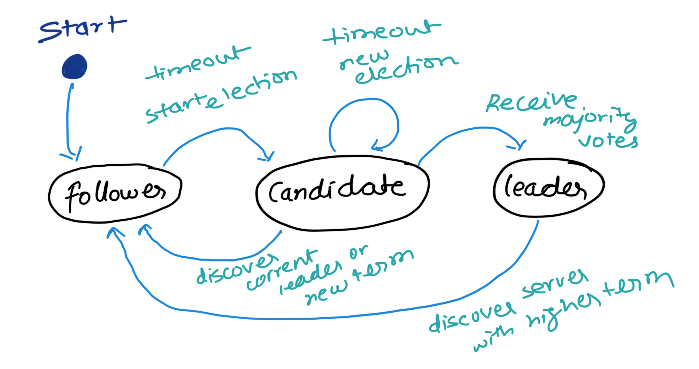 Start
timeout
start election
timeout
new
election
Receive
majority
votes
follower
candidate
leader
discover
current
leader or
new term
discover server
with higher term